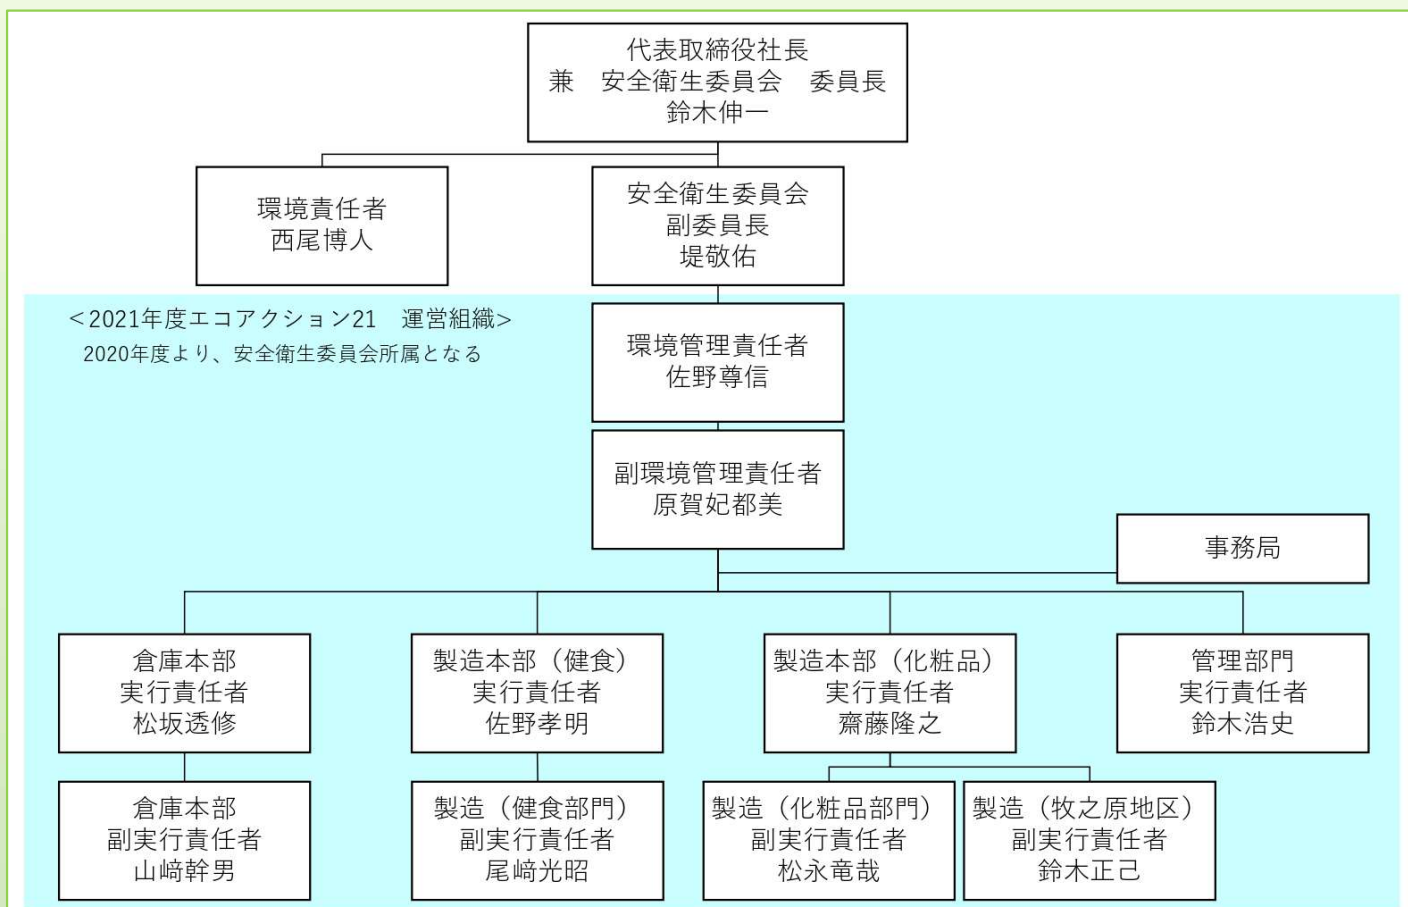 代表取締役社長
兼　安全衛生委員会　委員長
鈴木伸一
環境責任者
西尾博人
安全衛生委員会
副委員長
堤敬佑
＜2021年度エコアクション21　運営組織>
2020年度より、安全衛生委員会所属となる
環境管理責任者
佐野尊信
副環境管理責任者
原賀妃都美
事務局
倉庫本部
実行責任者
松坂透修
製造本部（健食）
実行責任者
佐野孝明
製造本部（化粧品）
実行責任者
齋藤隆之
管理部門
実行責任者
鈴木浩史
倉庫本部
副実行責任者
山﨑幹男
製造（健食部門）
副実行責任者
尾﨑光昭
製造（化粧品部門）
副実行責任者
松永竜哉
製造（牧之原地区）
副実行責任者
鈴木正己